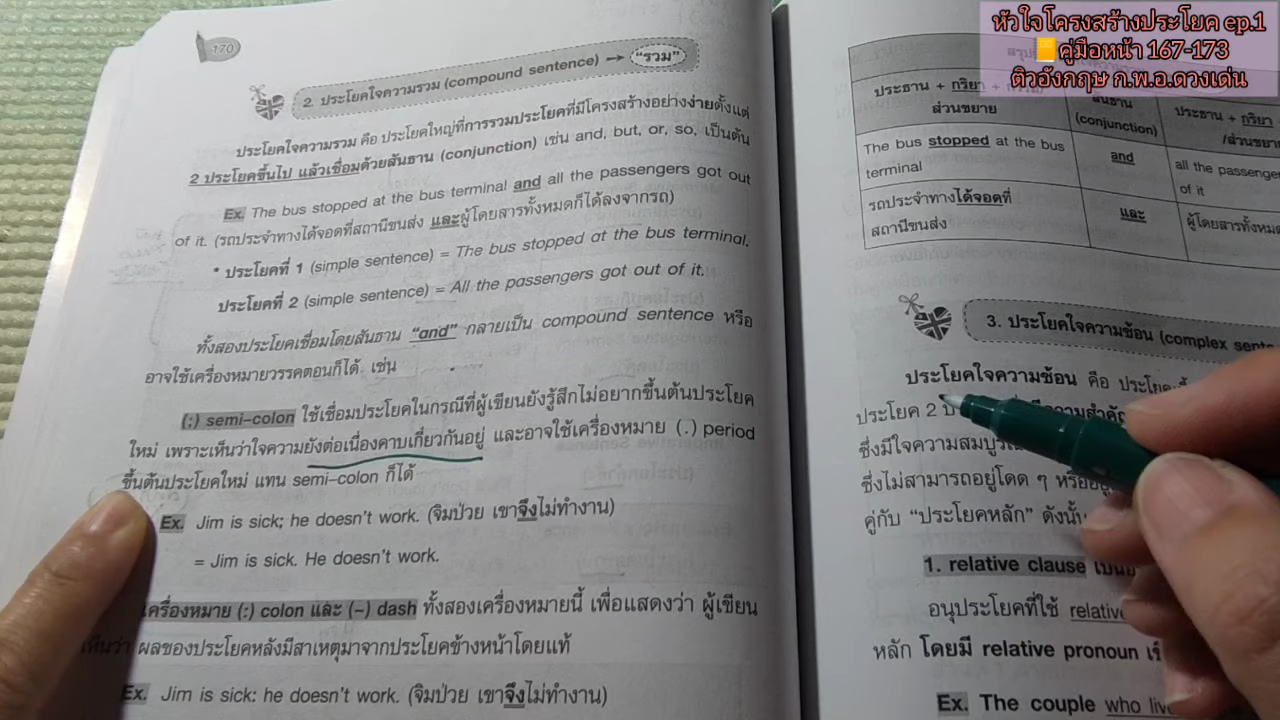 หัวใจโครงสร้างประโยค ep.1
คู่มือหน้า 167-173
ติวอังกฤษ ก.พ.อ.ดวงเด่น
170
2. ประโยคใจความรวม (compound sentence) → “รวม”
ประโยคใจความรวม คือ ประโยคใหญ่ที่การรวมประโยคที่มีโครงสร้างอย่างง่ายตั้งแต่
2 ประโยคขึ้นไป แล้วเชื่อมด้วยสันธาน (conjunction) เช่น and, but, or, so, เป็นต้น
Ex. The bus stopped at the bus terminal and all the passengers got out
of it. (รถประจำทางได้จอดที่สถานีขนส่ง และผู้โดยสารทั้งหมดก็ได้ลงจากรถ)
* ประโยคที่ 1 (simple sentence) = The bus stopped at the bus terminal.
ประโยคที่ 2 (simple sentence) = All the passengers got out of it.
ทั้งสองประโยคเชื่อมโดยสันธาน “and” กลายเป็น compound sentence หรือ
อาจใช้เครื่องหมายวรรคตอนก็ได้ เช่น
(;) semi-colon ใช้เชื่อมประโยคในกรณีที่ผู้เขียนยังรู้สึกไม่อยากขึ้นต้นประโยค
ใหม่ เพราะเห็นว่าใจความยังต่อเนื่องคาบเกี่ยวกันอยู่ และอาจใช้เครื่องหมาย (.) period
ขึ้นต้นประโยคใหม่ แทน semi-colon ก็ได้
Ex. Jim is sick; he doesn't work. (จิมป่วย เขาจึงไม่ทำงาน)
= Jim is sick. He doesn't work.
เครื่องหมาย (:) colon และ (-) dash ทั้งสองเครื่องหมายนี้ เพื่อแสดงว่า ผู้เขียน
เห็นว่า ผลของประโยคหลังมีสาเหตุมาจากประโยคข้างหน้าโดยแท้
Ex. Jim is sick: he doesn't work. (จิมป่วย เขาจึงไม่ทำงาน)
ประธาน + กริยา
ส่วนขยาย
(conjunction)
ประธาน + กริยา
/ส่วนขยาย
The bus stopped at the bus
terminal
and
all the
of it
รถประจำทางได้จอดที่
สถานีขนส่ง
และ
3. ประโยคใจความซ้อน (complex
ประโยคใจความซ้อน คือ
ประโยค 2
ซึ่งมีใจความ
ซึ่งไม่สามารถอยู่โดด ๆ
คู่กับ “ประโยคหลัก” ดังนั้น
1. relative clause
อนุประโยคที่ใช้
หลัก โดยมี relative pronoun
Ex. The couple who